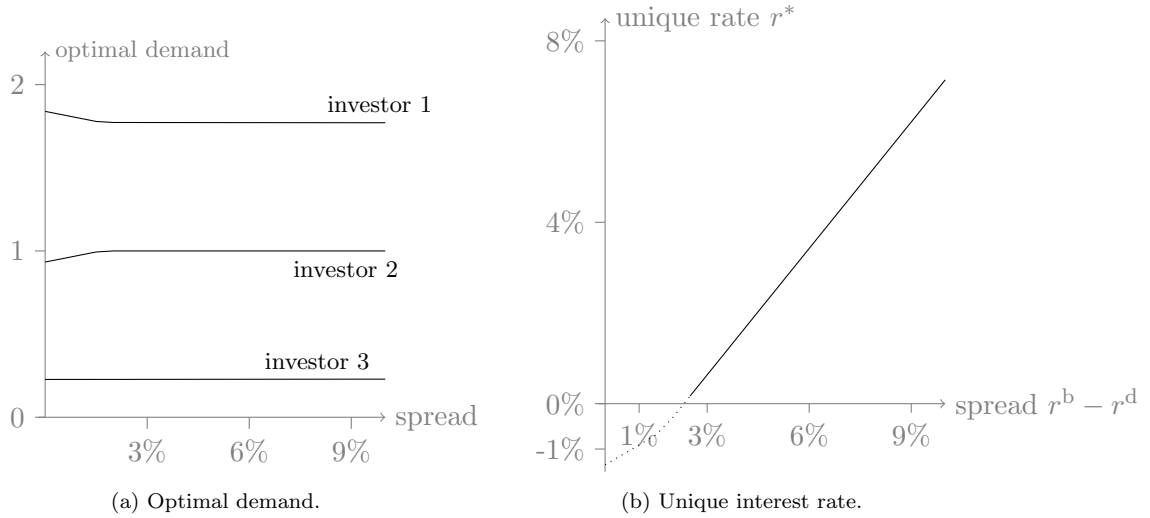 optimal demand
2
investor 1
1
investor 2
investor 3
0
spread
3%
6%
9%
(a) Optimal demand.
unique rate r*
8%
4%
0%
spread r^b − r^d
1%
3%
6%
9%
-1%
(b) Unique interest rate.